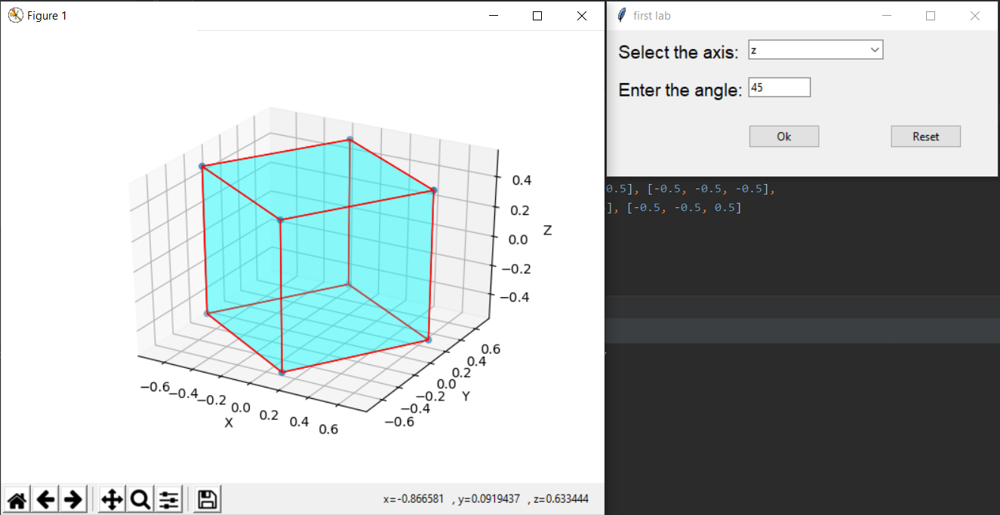 Figure 1
first lab
Select the axis: z
Enter the angle: 45
Ok Reset
0.5], [-0.5, -0.5, -0.5],
], [-0.5, -0.5, 0.5]
0.4
0.2
Z
0.0
−0.2
−0.4
0.6
0.4
0.2
0.0
Y
−0.2
−0.4
−0.6
−0.6
−0.4
−0.2
0.0
0.2
0.4
0.6
X
x=-0.866581 , y=0.0919437 , z=0.633444